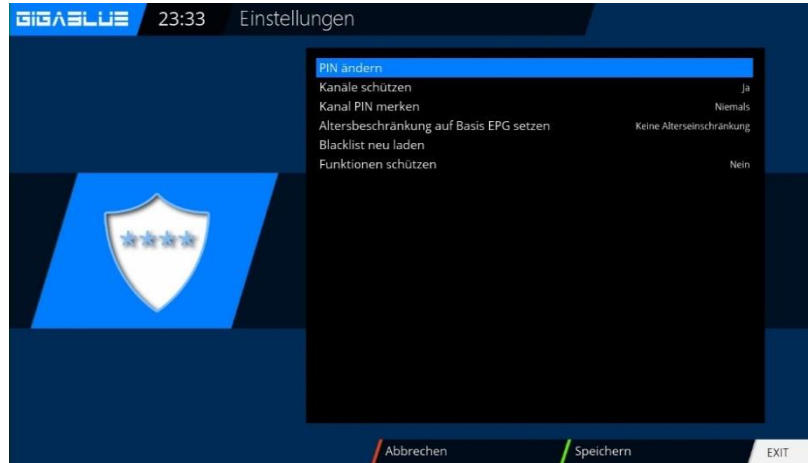 GIGABLUE 23:33 Einstellungen
PIN ändern
Kanäle schützen Ja
Kanal PIN merken Niemals
Altersbeschränkung auf Basis EPG setzen Keine Alterseinschränkung
Blacklist neu laden
Funktionen schützen Nein
****
Abbrechen Speichern EXIT